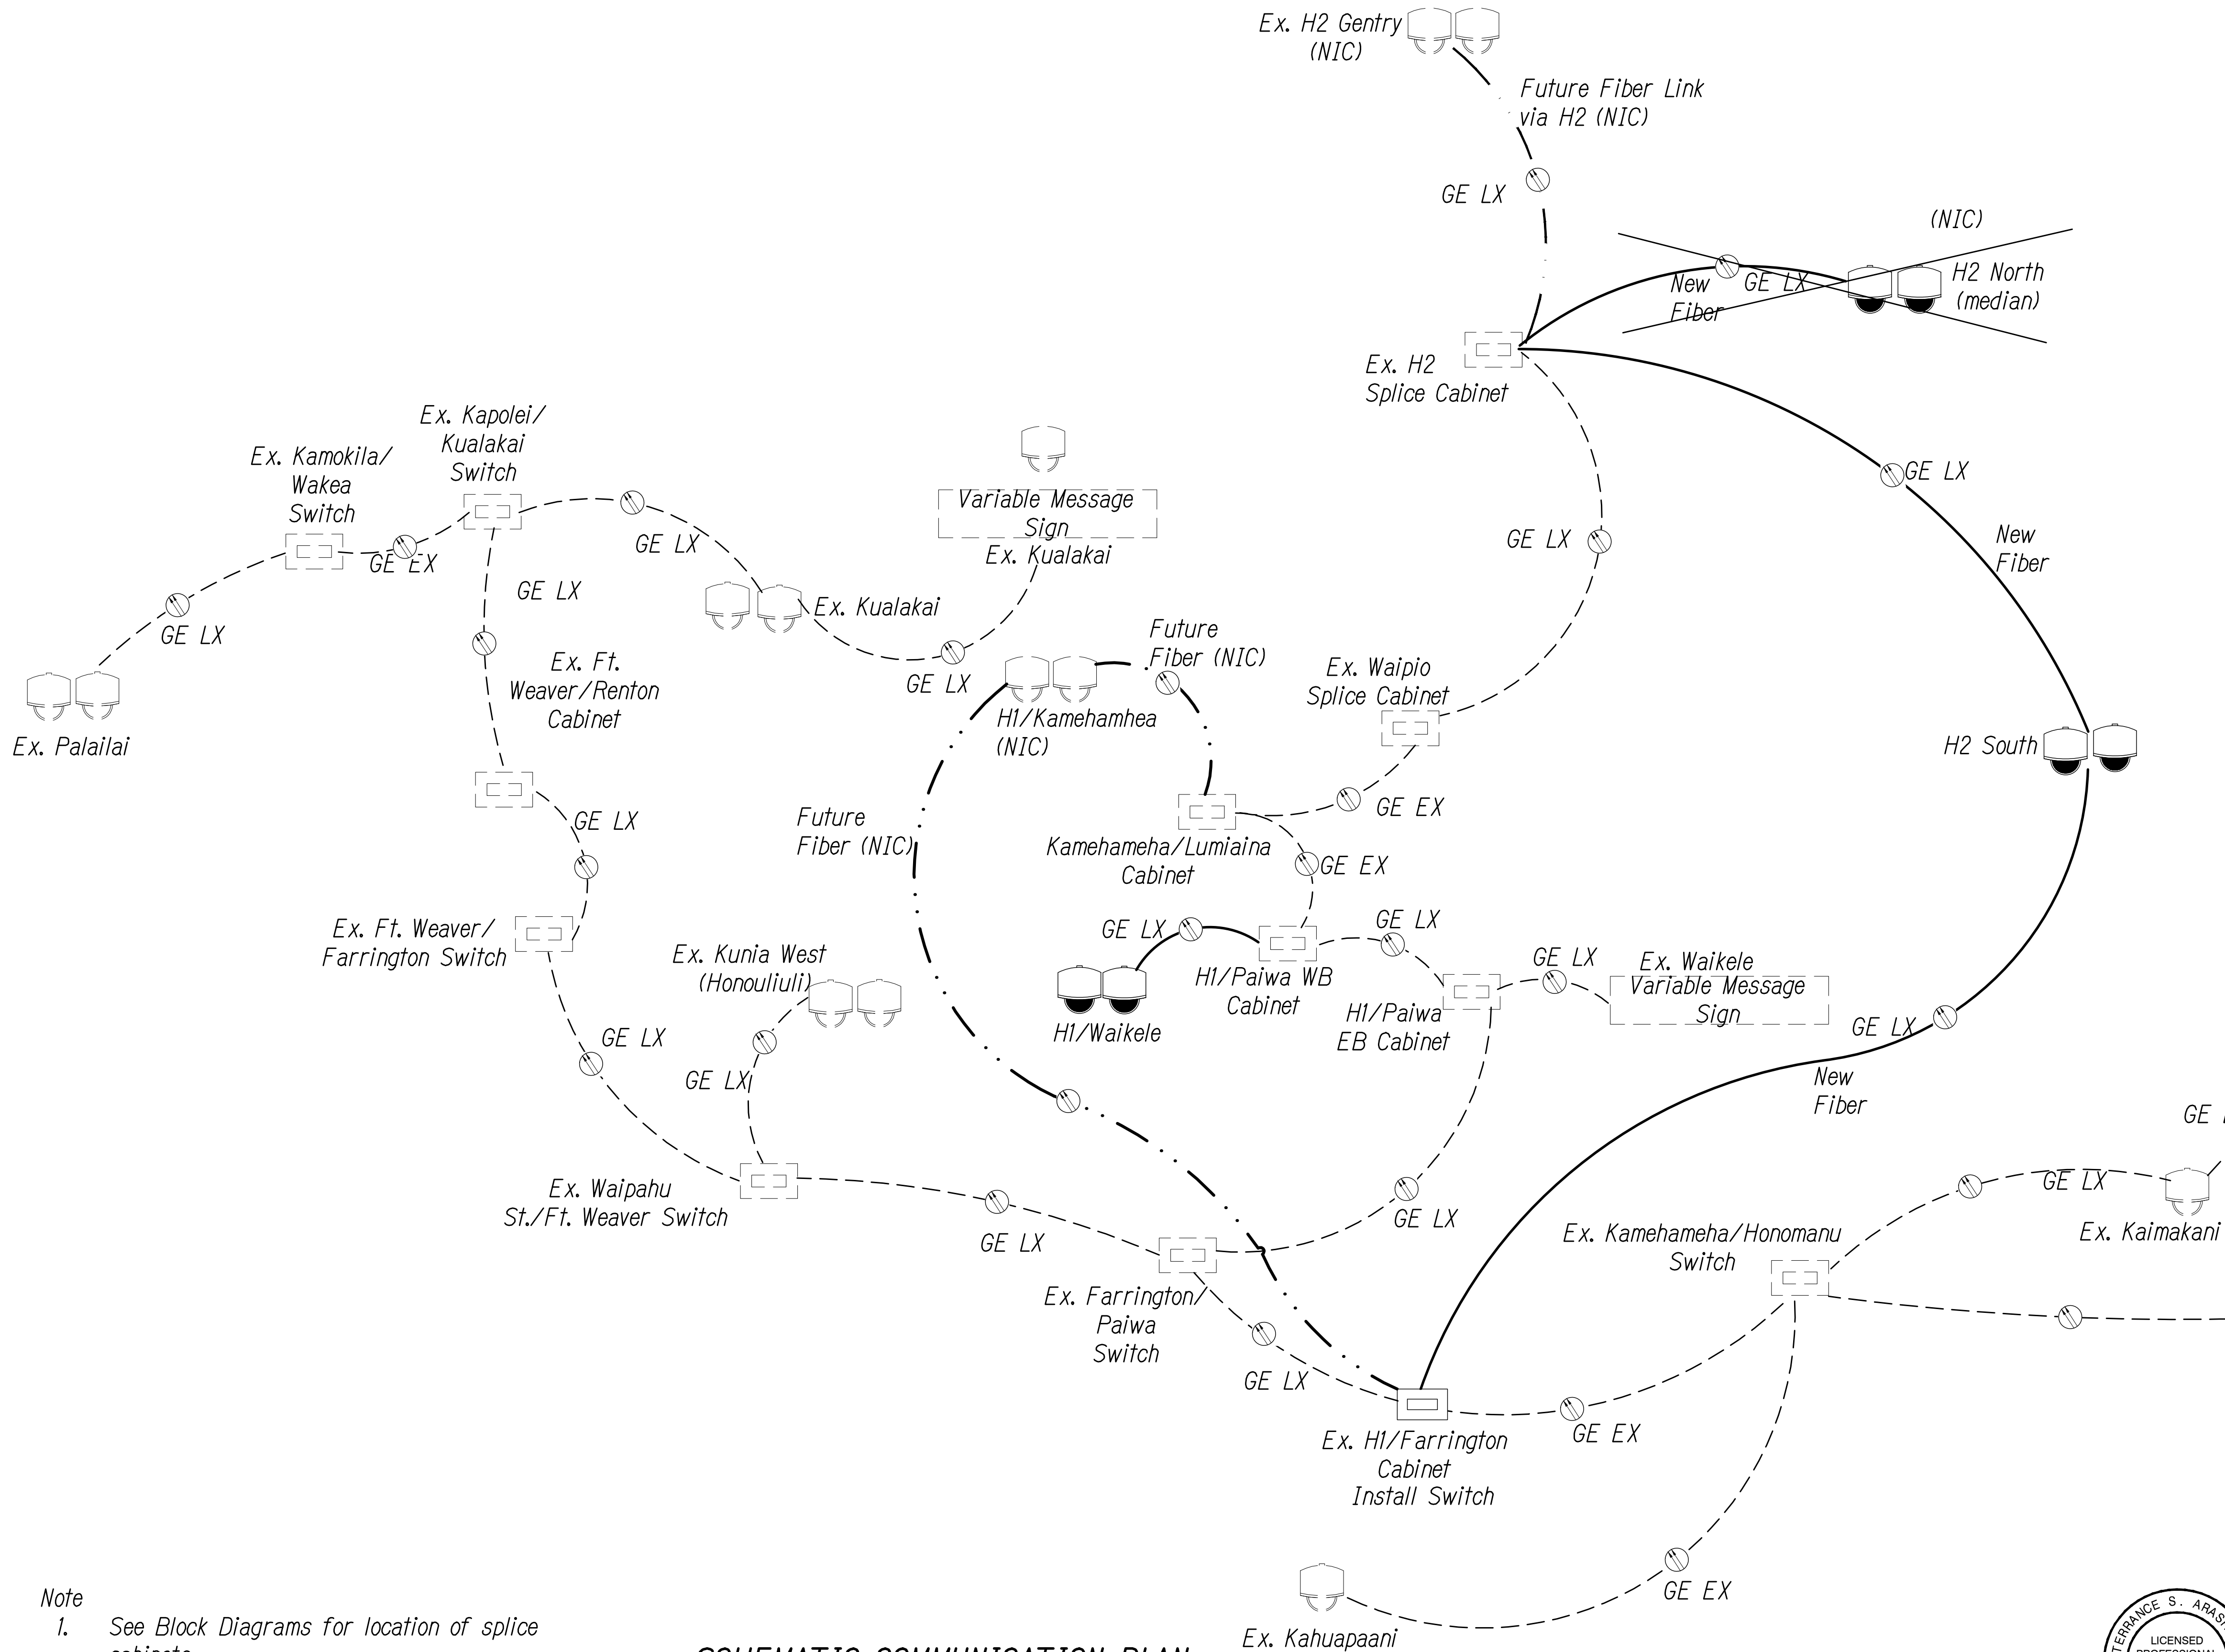 Ex. H2 Gentry
(NIC)
Future Fiber Link
via H2 (NIC)
GE LX
(NIC)
New
Fiber
GE LX
H2 North
(median)
Ex. H2
Splice Cabinet
Ex. Kapolei/
Kualakai
Switch
Ex. Kamokila/
Wakea
Switch
GE EX
GE LX
Variable Message
Sign
Ex. Kualakai
GE LX
GE LX
New
Fiber
GE LX
GE LX
Ex. Palailai
Ex. Ft.
Weaver/Renton
Cabinet
Ex. Kualakai
GE LX
Future
Fiber (NIC)
H1/Kamehamhea
(NIC)
Ex. Waipio
Splice Cabinet
H2 South
GE LX
Future
Fiber (NIC)
GE EX
Kamehameha/Lumiaina
Cabinet
GE EX
Ex. Ft. Weaver/
Farrington Switch
Ex. Kunia West
(Honouliuli)
GE LX
H1/Waikele
H1/Paiwa WB
Cabinet
GE LX
H1/Paiwa
EB Cabinet
GE LX
Ex. Waikele
Variable Message
Sign
GE LX
New
Fiber
GE LX
GE LX
GE
Ex. Waipahu
St./Ft. Weaver Switch
GE LX
GE LX
Ex. Kamehameha/Honomanu
Switch
GE LX
Ex. Kaimakani
Ex. Farrington/
Paiwa
Switch
GE LX
Ex. H1/Farrington
Cabinet
Install Switch
GE EX
GE EX
Ex. Kahuapaani
Note
1. See Block Diagrams for location of splice
cabinets
SCHEMATIC COMMUNICATION PLAN
TERRANCE S.
LICENSED
PROFESSIONAL